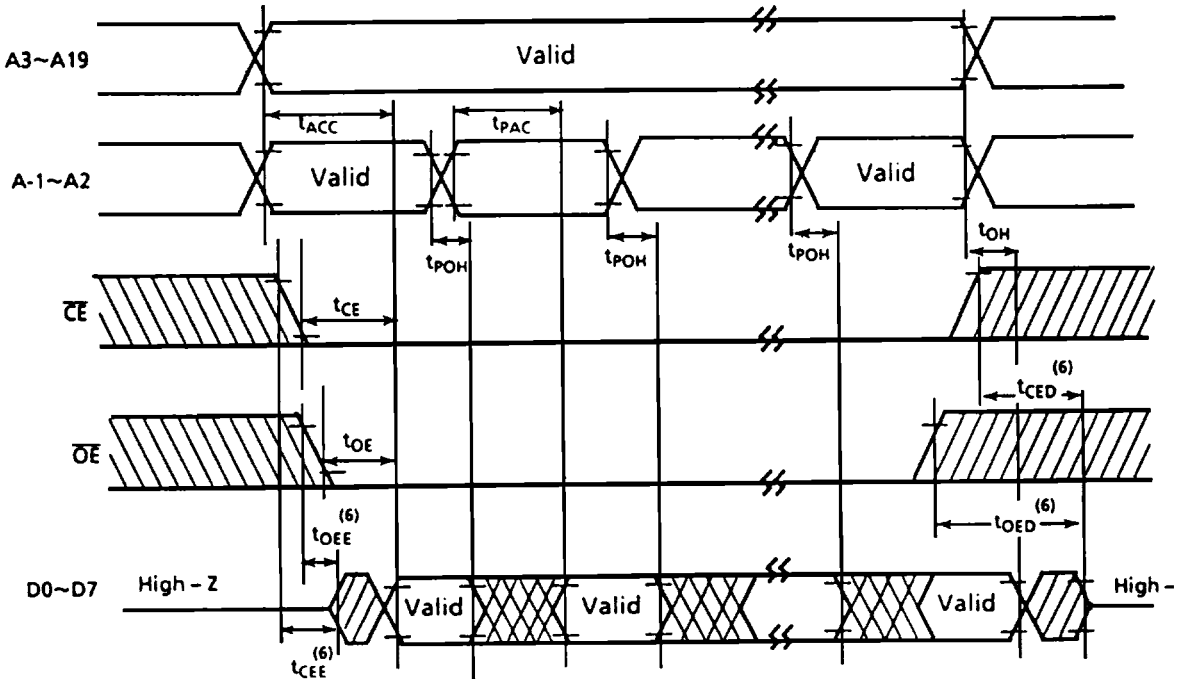 A3~A19
Valid
tACC
tPAC
A-1~A2
Valid
Valid
tPOH
tPOH
tPOH
tOH
CE
tCE
(6)
tCED
OE
tOE
(6)
tOEE
(6)
tOED
D0~D7
High - Z
Valid
Valid
Valid
High -
(6)
tCEE